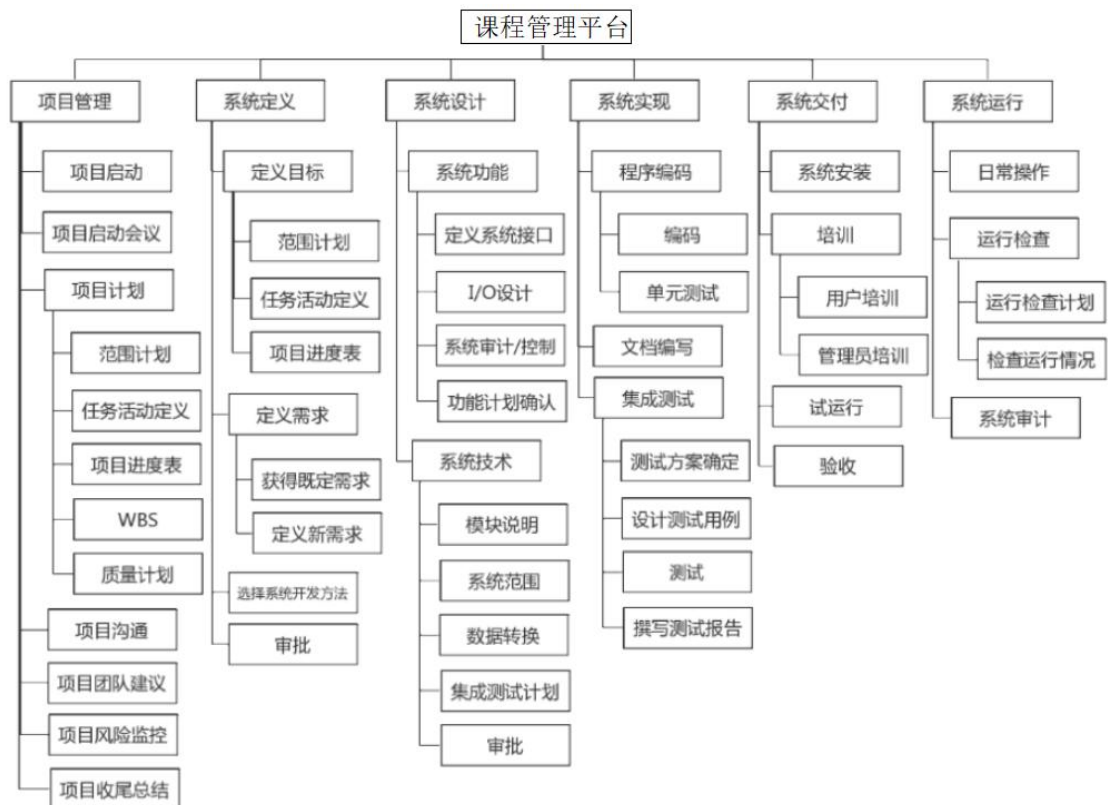 课程管理平台
项目管理
项目启动
项目启动会议
项目计划
范围计划
任务活动定义
项目进度表
WBS
质量计划
项目沟通
项目团队建议
项目风险监控
项目收尾总结
系统定义
定义目标
范围计划
任务活动定义
项目进度表
定义需求
获得既定需求
定义新需求
选择系统开发方法
审批
系统设计
系统功能
定义系统接口
I/O设计
系统审计/控制
功能计划确认
系统技术
模块说明
系统范围
数据转换
集成测试计划
审批
系统实现
程序编码
编码
单元测试
文档编写
集成测试
测试方案确定
设计测试用例
测试
撰写测试报告
系统交付
系统安装
培训
用户培训
管理员培训
试运行
验收
系统运行
日常操作
运行检查
运行检查计划
检查运行情况
系统审计